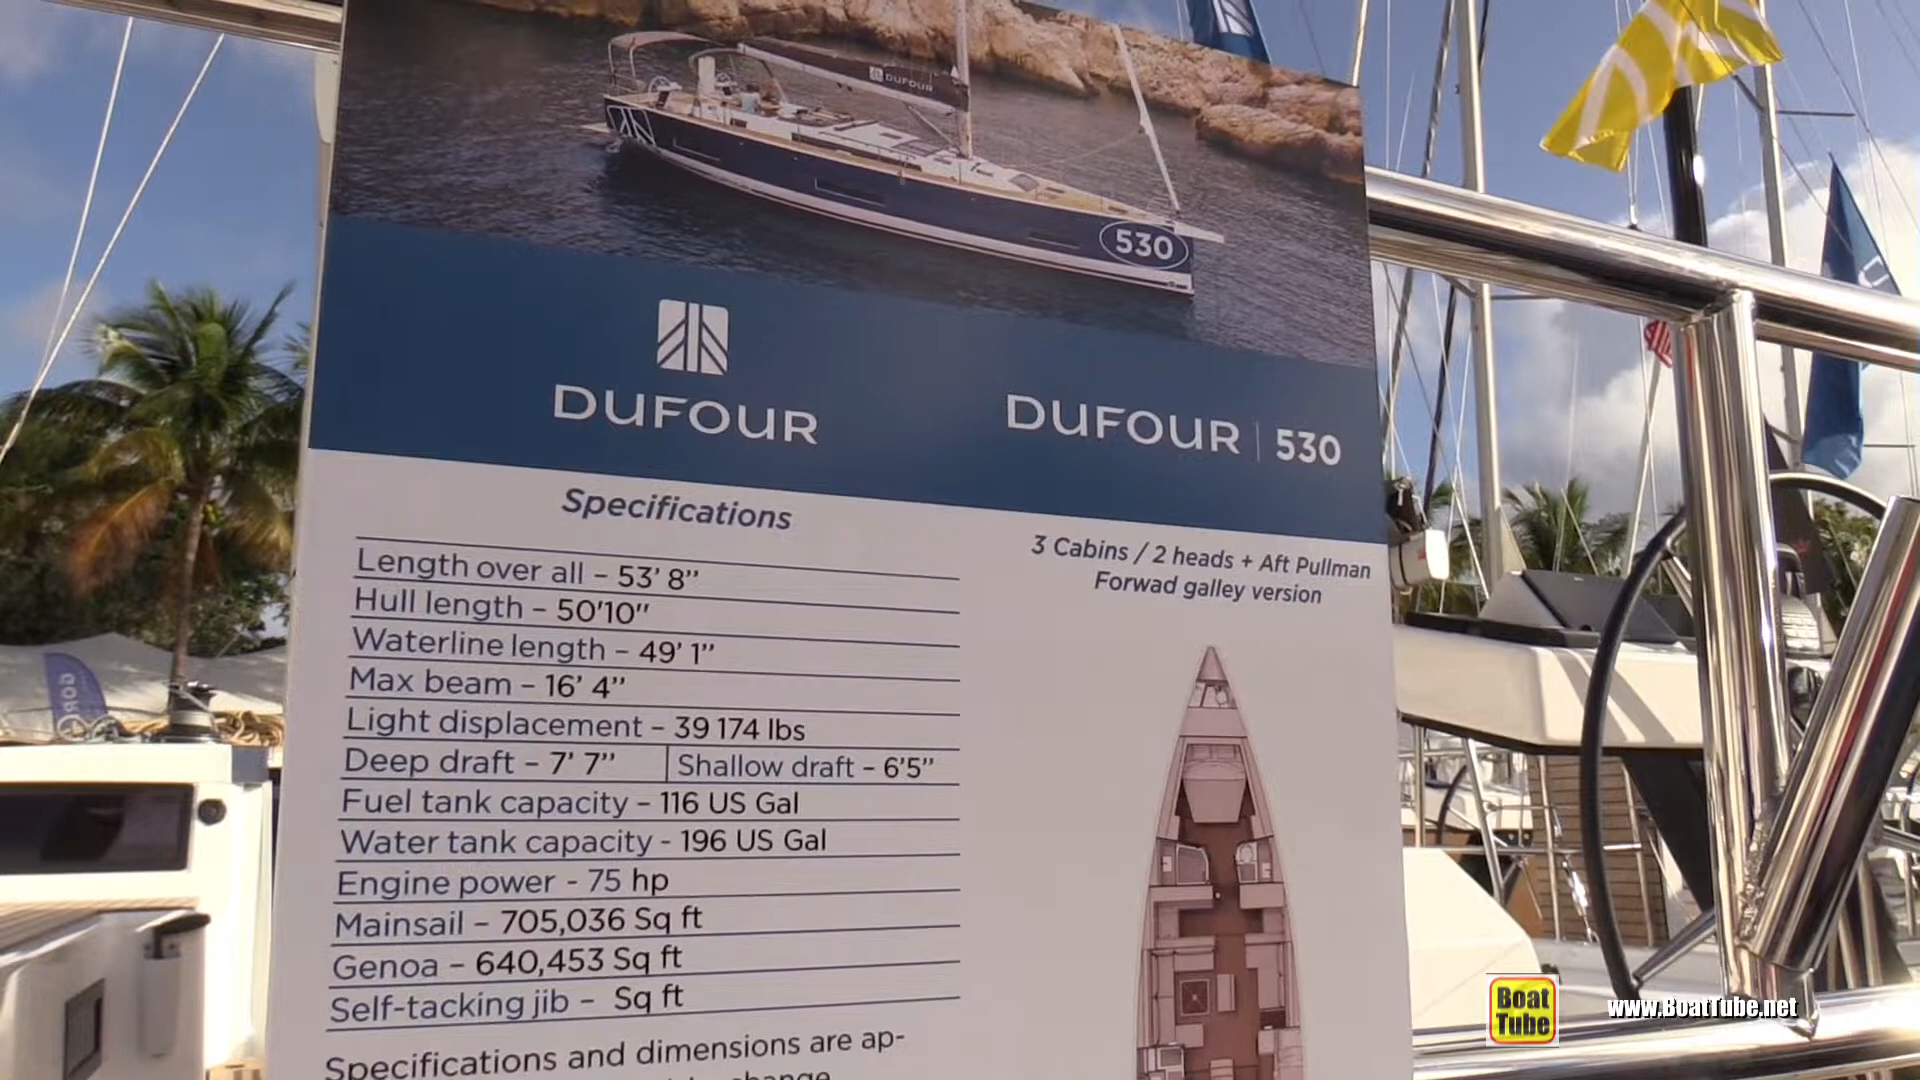 DUFOUR
530
DUFOUR
DUFOUR | 530
Specifications
Length over all – 53' 8''
Hull length – 50'10''
Waterline length – 49' 1''
Max beam – 16' 4''
Light displacement – 39 174 lbs
Deep draft – 7' 7'' Shallow draft – 6'5''
Fuel tank capacity – 116 US Gal
Water tank capacity - 196 US Gal
Engine power - 75 hp
Mainsail – 705,036 Sq ft
Genoa – 640,453 Sq ft
Self-tacking jib – Sq ft
Specifications and dimensions are ap-
change
3 Cabins / 2 heads + Aft Pullman
Forwad galley version
Boat
Tube
www.BoatTube.net